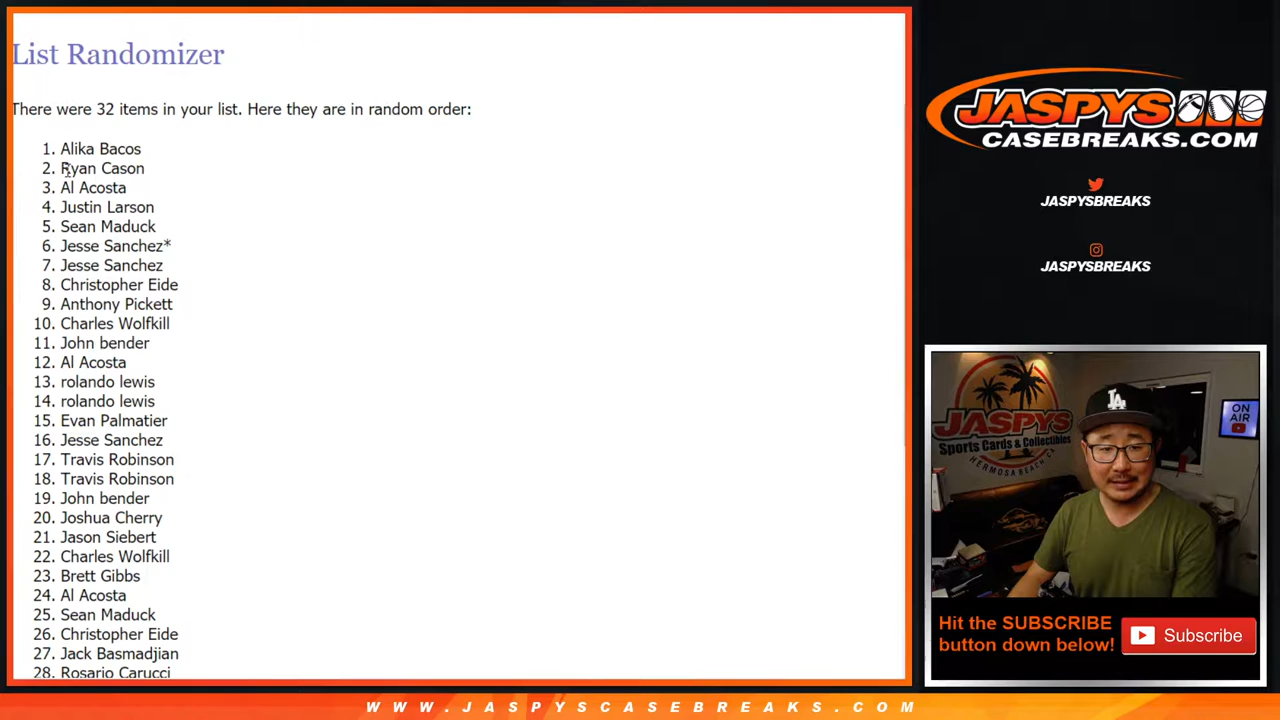 List Randomizer
There were 32 items in your list. Here they are in random order:
1. Alika Bacos
2. Ryan Cason
3. Al Acosta
4. Justin Larson
5. Sean Maduck
6. Jesse Sanchez*
7. Jesse Sanchez
8. Christopher Eide
9. Anthony Pickett
10. Charles Wolfkill
11. John bender
12. Al Acosta
13. rolando lewis
14. rolando lewis
15. Evan Palmatier
16. Jesse Sanchez
17. Travis Robinson
18. Travis Robinson
19. John bender
20. Joshua Cherry
21. Jason Siebert
22. Charles Wolfkill
23. Brett Gibbs
24. Al Acosta
25. Sean Maduck
26. Christopher Eide
27. Jack Basmadjian
28. Rosario Carucci
JASPYS
CASEBREAKS.COM
JASPYSBREAKS
JASPYSBREAKS
JASPYS
Sports Cards & Collectibles
HERMOSA BEACH CA
LA
ON
AIR
Hit the SUBSCRIBE
button down below!
Subscribe
WWW.JASPYSCASEBREAKS.COM